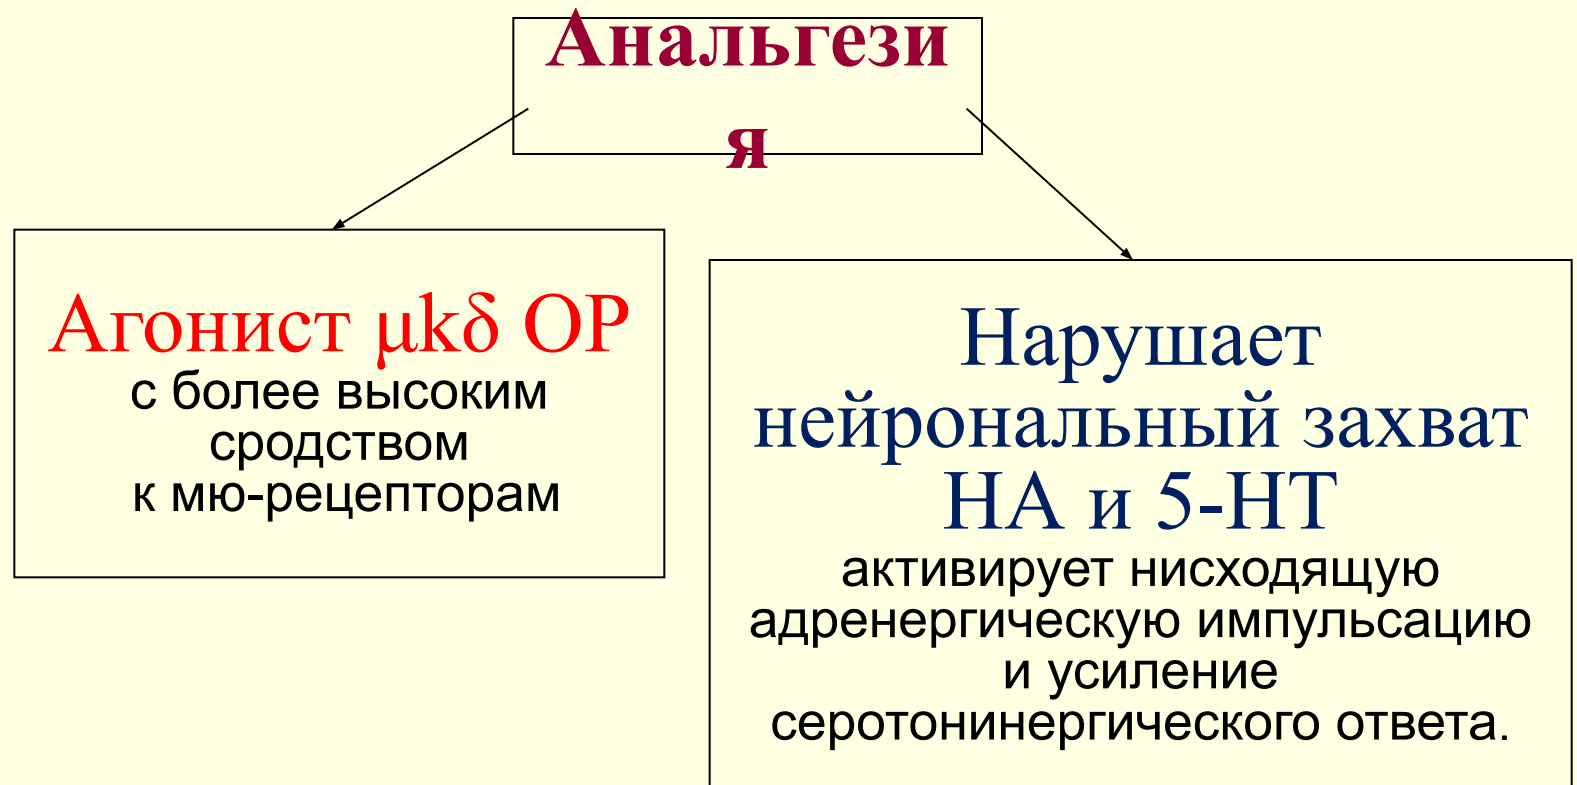 Анальгези
я
Агонист μkδ ОР
с более высоким
сродством
к мю-рецепторам
Нарушает
нейрональный захват
НА и 5-НТ
активирует нисходящую
адренергическую импульсацию
и усиление
серотонинергического ответа.